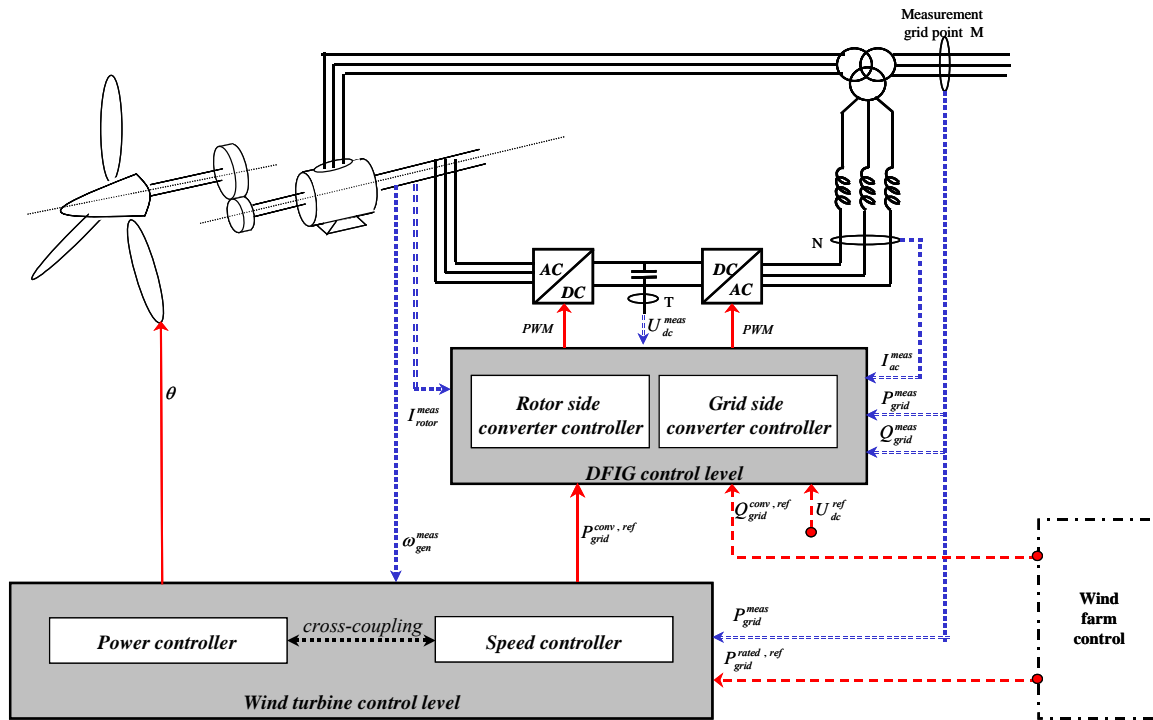 Measurement
grid point M
N
AC
DC
DC
AC
T
PWM
U_dc^meas
PWM
I_ac^meas
θ
P_grid^meas
I_rotor^meas
Rotor side
converter controller
Grid side
converter controller
Q_grid^meas
DFIG control level
Q_grid^conv, ref
U_dc^ref
P_grid^conv, ref
ω_gen^meas
Wind
farm
control
P_grid^meas
cross-coupling
Power controller
Speed controller
P_grid^rated, ref
Wind turbine control level